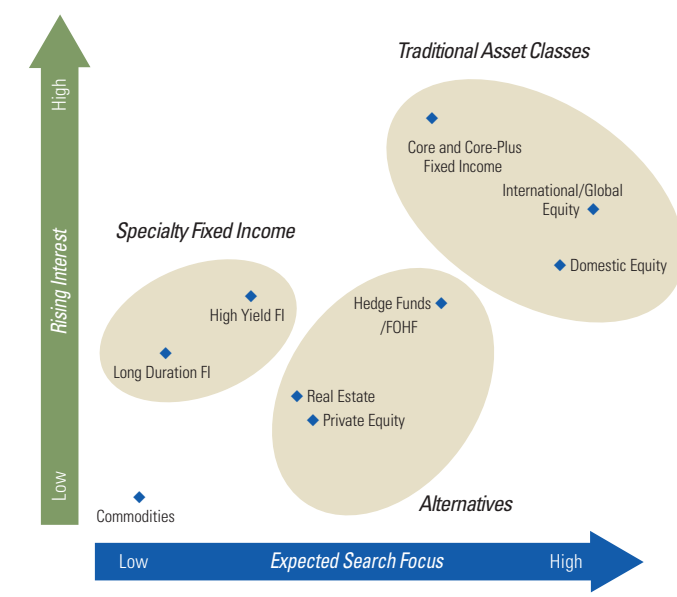 Traditional Asset Classes
High
Core and Core-Plus
Fixed Income
International/Global
Equity
Specialty Fixed Income
Domestic Equity
Rising Interest
High Yield FI
Hedge Funds
/FOHF
Long Duration FI
Real Estate
Private Equity
Low
Commodities
Alternatives
Low
Expected Search Focus
High